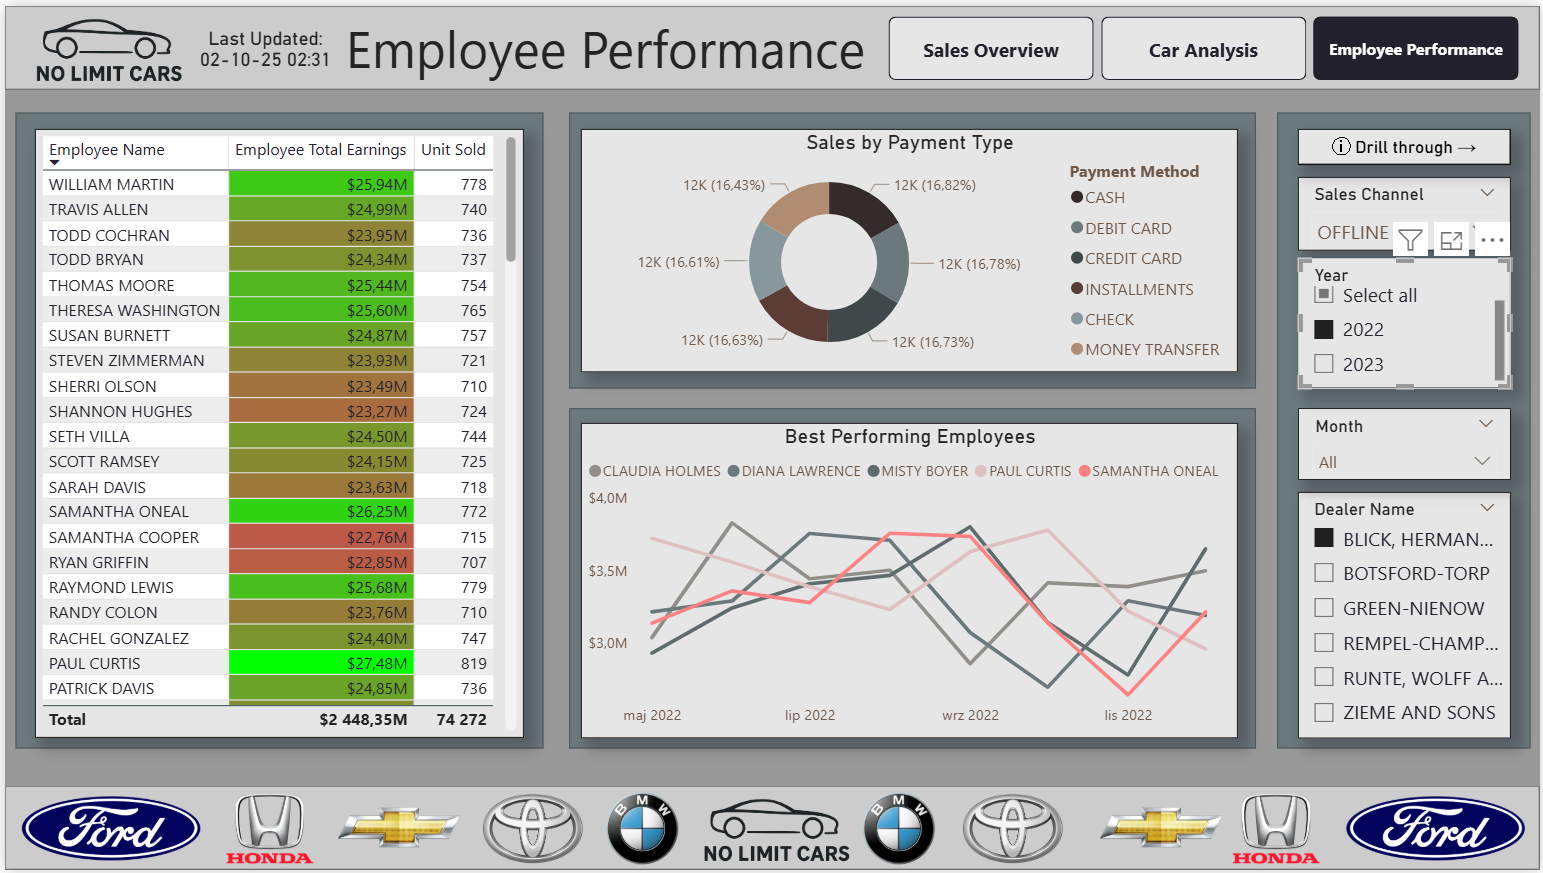 NO LIMIT CARS
Last Updated:
02-10-25 02:31
Employee Performance
Sales Overview
Car Analysis
Employee Performance
Employee Name Employee Total Earnings Unit Sold
WILLIAM MARTIN $25,94M 778
TRAVIS ALLEN $24,99M 740
TODD COCHRAN $23,95M 736
TODD BRYAN $24,34M 737
THOMAS MOORE $25,44M 754
THERESA WASHINGTON $25,60M 765
SUSAN BURNETT $24,87M 757
STEVEN ZIMMERMAN $23,93M 721
SHERRI OLSON $23,49M 710
SHANNON HUGHES $23,27M 724
SETH VILLA $24,50M 744
SCOTT RAMSEY $24,15M 725
SARAH DAVIS $23,63M 718
SAMANTHA ONEAL $26,25M 772
SAMANTHA COOPER $22,76M 715
RYAN GRIFFIN $22,85M 707
RAYMOND LEWIS $25,68M 779
RANDY COLON $23,76M 710
RACHEL GONZALEZ $24,40M 747
PAUL CURTIS $27,48M 819
PATRICK DAVIS $24,85M 736
Total $2 448,35M 74 272
Sales by Payment Type
12K (16,43%)
12K (16,82%)
12K (16,61%)
12K (16,78%)
12K (16,63%)
12K (16,73%)
Payment Method
CASH
DEBIT CARD
CREDIT CARD
INSTALLMENTS
CHECK
MONEY TRANSFER
Best Performing Employees
CLAUDIA HOLMES DIANA LAWRENCE MISTY BOYER PAUL CURTIS SAMANTHA ONEAL
$4,0M
$3,5M
$3,0M
maj 2022 lip 2022 wrz 2022 lis 2022
Drill through →
Sales Channel
OFFLINE
Year
Select all
2022
2023
Month
All
Dealer Name
BLICK, HERMAN...
BOTSFORD-TORP
GREEN-NIENOW
REMPEL-CHAMP...
RUNTE, WOLFF A...
ZIEME AND SONS
Ford
HONDA
BMW
NO LIMIT CARS
BMW
HONDA
Ford